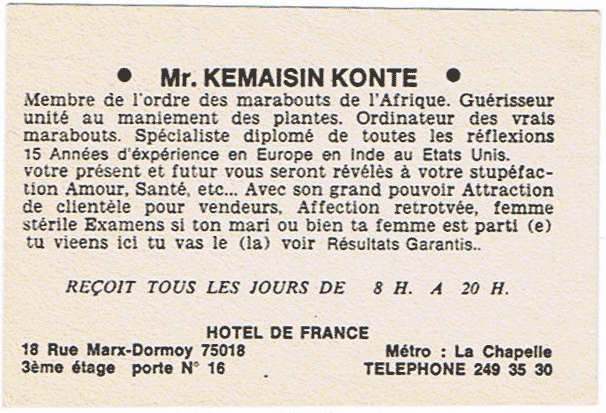 ● Mr. KEMAISIN KONTE ●
Membre de l'ordre des marabouts de l'Afrique. Guérisseur
unité au maniement des plantes. Ordinateur des vrais
marabouts. Spécialiste diplomé de toutes les réflexions
15 Années d'éxpérience en Europe en Inde au Etats Unis.
votre présent et futur vous seront révélès à votre stupéfac-
tion Amour, Santé, etc... Avec son grand pouvoir Attraction
de clientèle pour vendeurs, Affection retrotvée, femme
stérile Examens si ton mari ou bien ta femme est parti (e)
tu vieens ici tu vas le (la) voir Résultats Garantis..
REÇOIT TOUS LES JOURS DE 8 H. A 20 H.
HOTEL DE FRANCE
18 Rue Marx-Dormoy 75018 Métro : La Chapelle
3ème étage porte N° 16 TELEPHONE 249 35 30